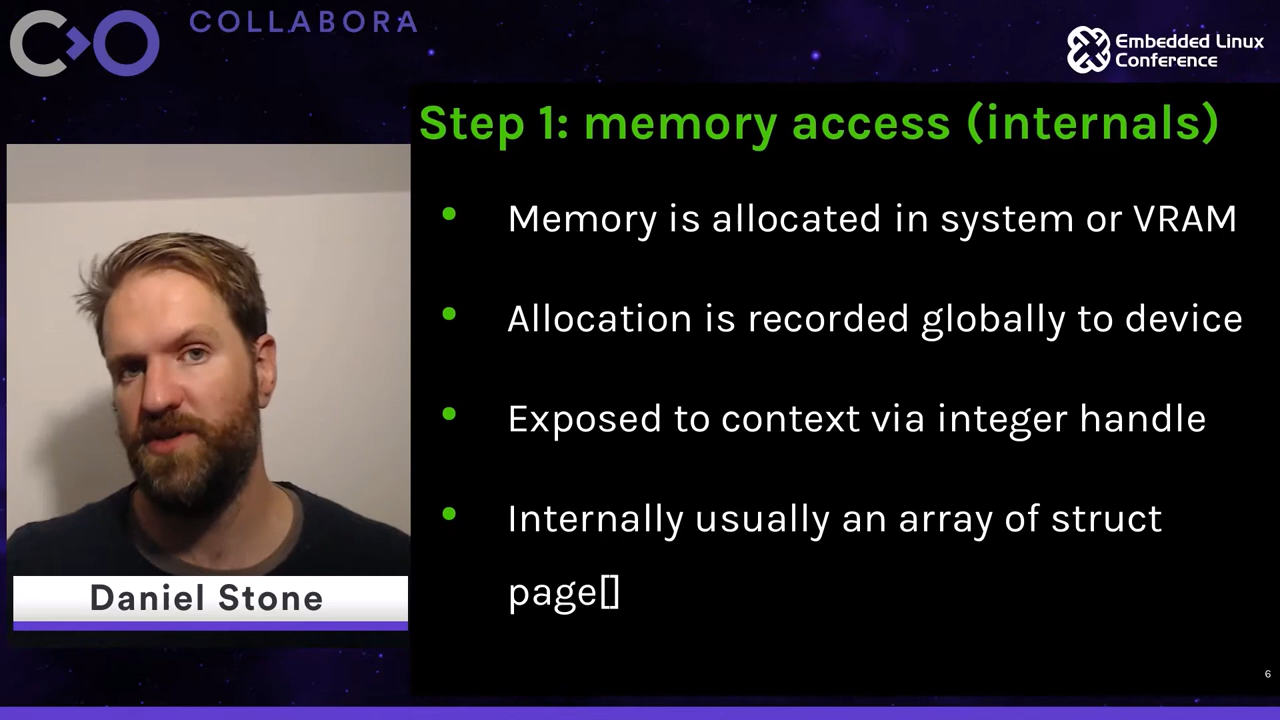 COLLABORA
Embedded Linux
Conference
Step 1: memory access (internals)
• Memory is allocated in system or VRAM
• Allocation is recorded globally to device
• Exposed to context via integer handle
• Internally usually an array of struct
page[]
Daniel Stone
6